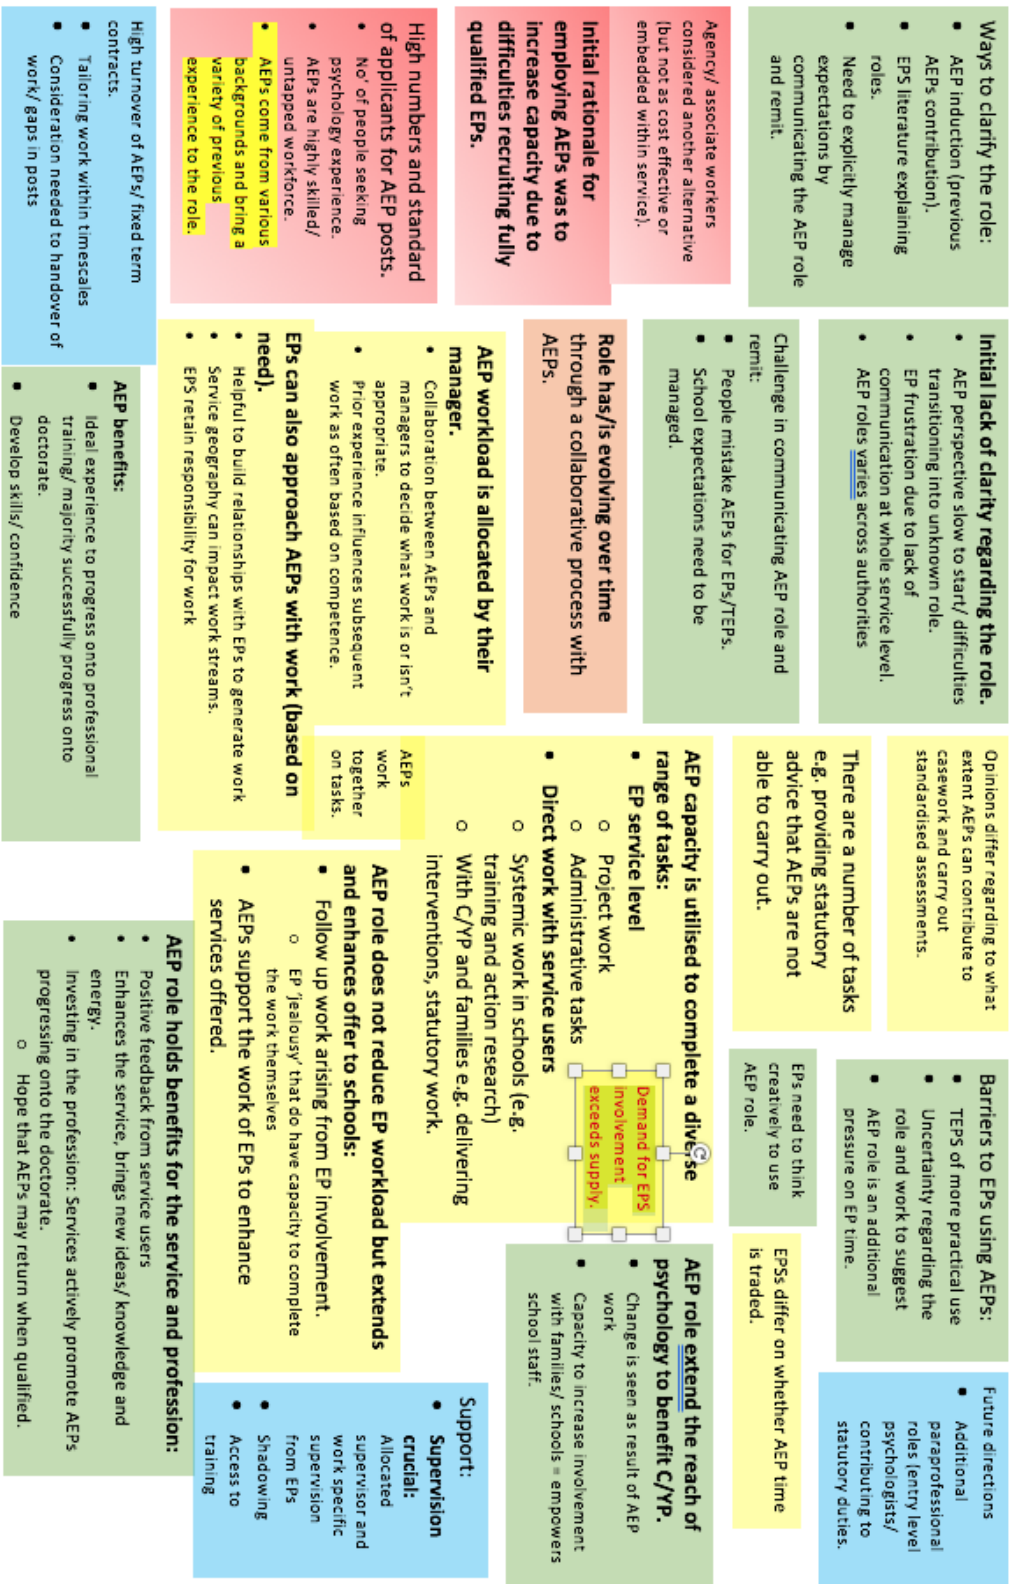 Ways to clarify the role:
▪ AEP induction (previous
AEPs contribution).
▪ EPS literature explaining
roles.
▪ Need to explicitly manage
expectations by
communicating the AEP role
and remit.
Agency/ associate workers
considered another alternative
(but not as cost effective or
embedded within service).
Initial rationale for
employing AEPs was to
increase capacity due to
difficulties recruiting fully
qualified EPs.
High numbers and standard
of applicants for AEP posts.
• No' of people seeking
psychology experience.
• AEPs are highly skilled/
untapped workforce.
• AEPs come from various
backgrounds and bring a
variety of previous
experience to the role.
High turnover of AEPs/ fixed term
contracts.
▪ Tailoring work within timescales
▪ Consideration needed to handover of
work/ gaps in posts
Initial lack of clarity regarding the role.
• AEP perspective slow to start/ difficulties
transitioning into unknown role.
• EP frustration due to lack of
communication at whole service level.
▪ AEP roles varies across authorities
Challenge in communicating AEP role and
remit:
▪ People mistake AEPs for EPs/TEPs.
▪ School expectations need to be
managed.
Role has/is evolving over time
through a collaborative process with
AEPs.
AEP workload is allocated by their
manager.
• Collaboration between AEPs and
managers to decide what work is or isn't
appropriate.
• Prior experience influences subsequent
work as often based on competence.
EPs can also approach AEPs with work (based on
need).
• Helpful to build relationships with EPs to generate work
• Service geography can impact work streams.
• EPS retain responsibility for work
AEP benefits:
▪ Ideal experience to progress onto professional
training/ majority successfully progress onto
doctorate.
▪ Develop skills/ confidence
Opinions differ regarding to what
extent AEPs can contribute to
casework and carry out
standardised assessments.
There are a number of tasks
e.g. providing statutory
advice that AEPs are not
able to carry out.
AEP capacity is utilised to complete a diverse
range of tasks:
▪ EP service level
○ Project work
○ Administrative tasks
▪ Direct work with service users
○ Systemic work in schools (e.g.
training and action research)
○ With C/YP and families e.g. delivering
interventions, statutory work.
Demand for EPS
involvement
exceeds supply.
AEPs
work
together
on tasks.
AEP role does not reduce EP workload but extends
and enhances offer to schools:
▪ Follow up work arising from EP involvement.
○ EP 'jealousy' that do have capacity to complete
the work themselves
▪ AEPs support the work of EPs to enhance
services offered.
AEP role holds benefits for the service and profession:
• Positive feedback from service users
• Enhances the service, brings new ideas/ knowledge and
energy.
• Investing in the profession: Services actively promote AEPs
progressing onto the doctorate.
○ Hope that AEPs may return when qualified.
Barriers to EPs using AEPs:
▪ TEPS of more practical use
▪ Uncertainty regarding the
role and work to suggest
▪ AEP role is an additional
pressure on EP time.
EPs need to think
creatively to use
AEP role.
EPSs differ on whether AEP time
is traded.
AEP role extend the reach of
psychology to benefit C/YP.
▪ Change is seen as result of AEP
work
▪ Capacity to increase involvement
with families/ schools = empowers
school staff.
Future directions
▪ Additional
paraprofessional
roles (entry level
psychologists/
contributing to
statutory duties.
Support:
• Supervision
crucial:
Allocated
supervisor and
work specific
supervision
from EPs
• Shadowing
• Access to
training